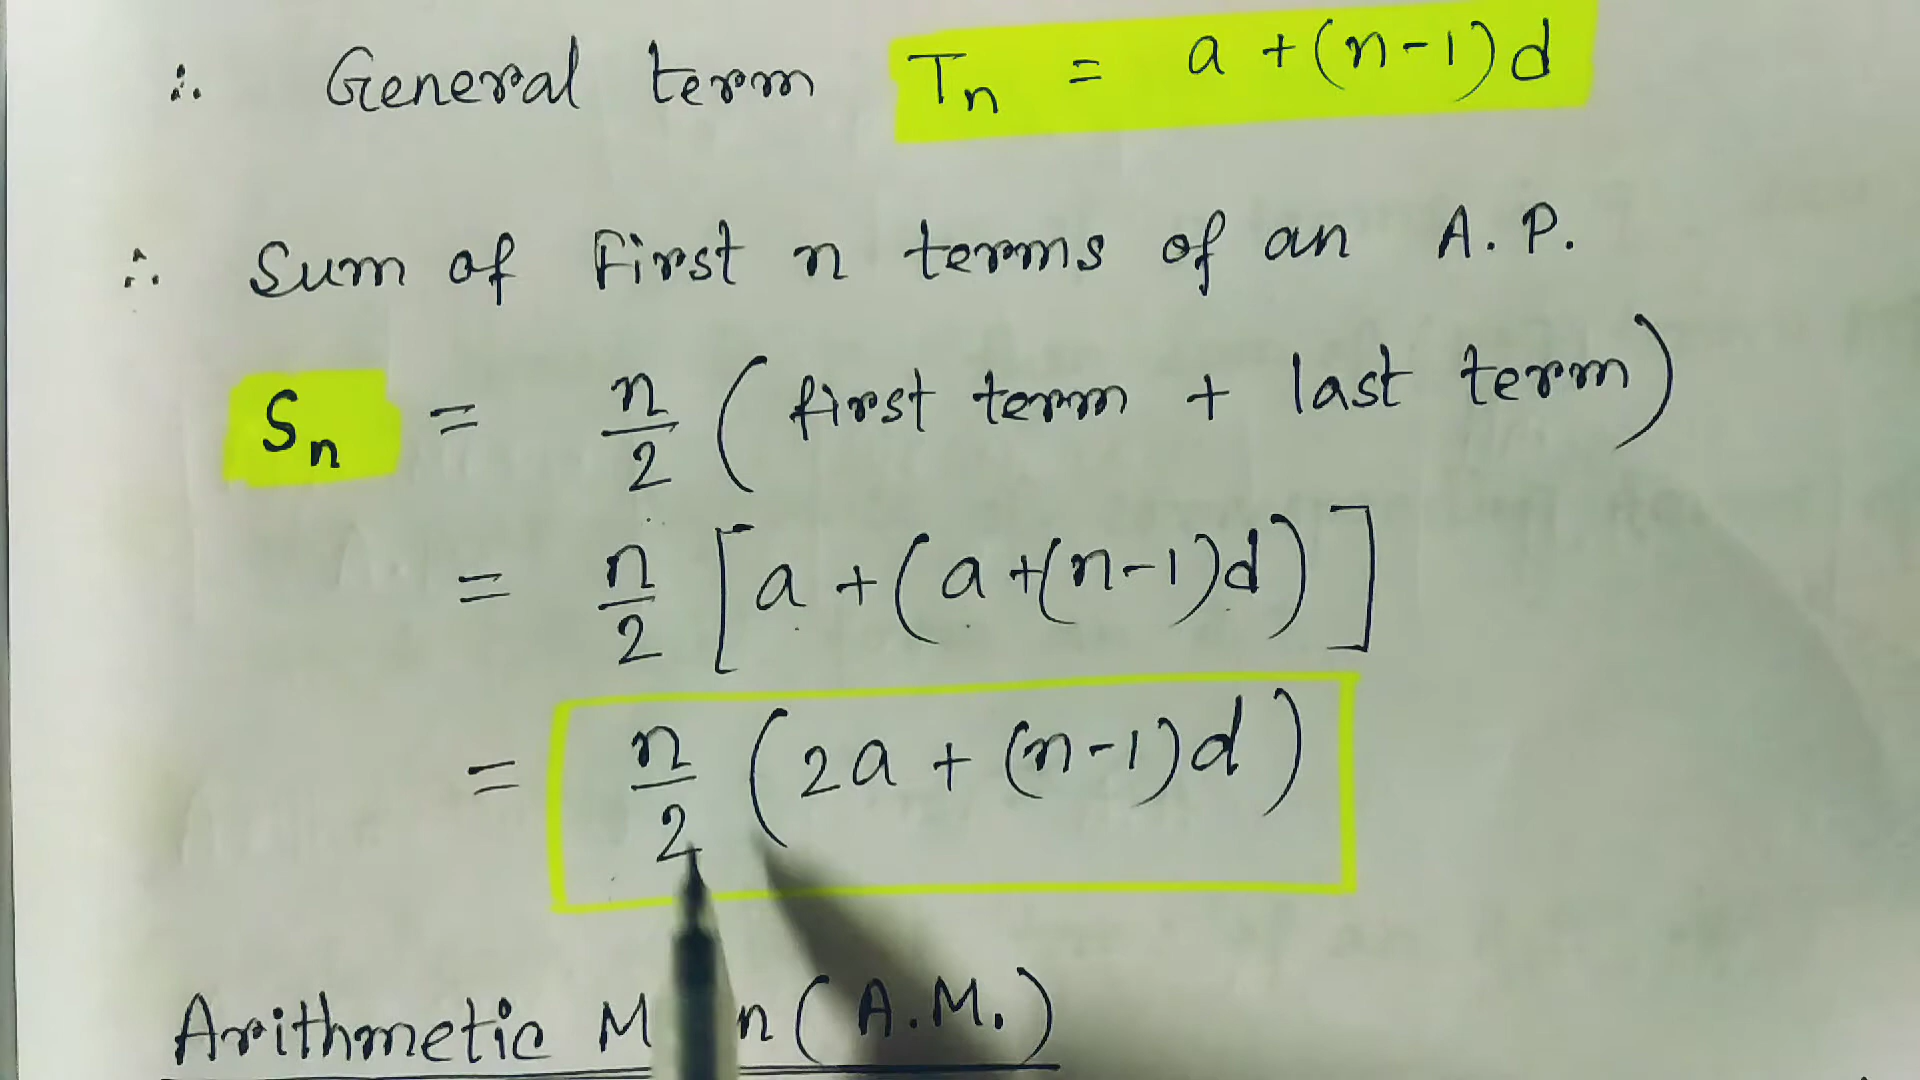 ∴ General term Tn = a + (n-1)d
∴ Sum of First n terms of an A.P.
Sn = n/2 (first term + last term)
= n/2 [a + (a + (n-1)d)]
= n/2 (2a + (n-1)d)
Arithmetic (A.M.)